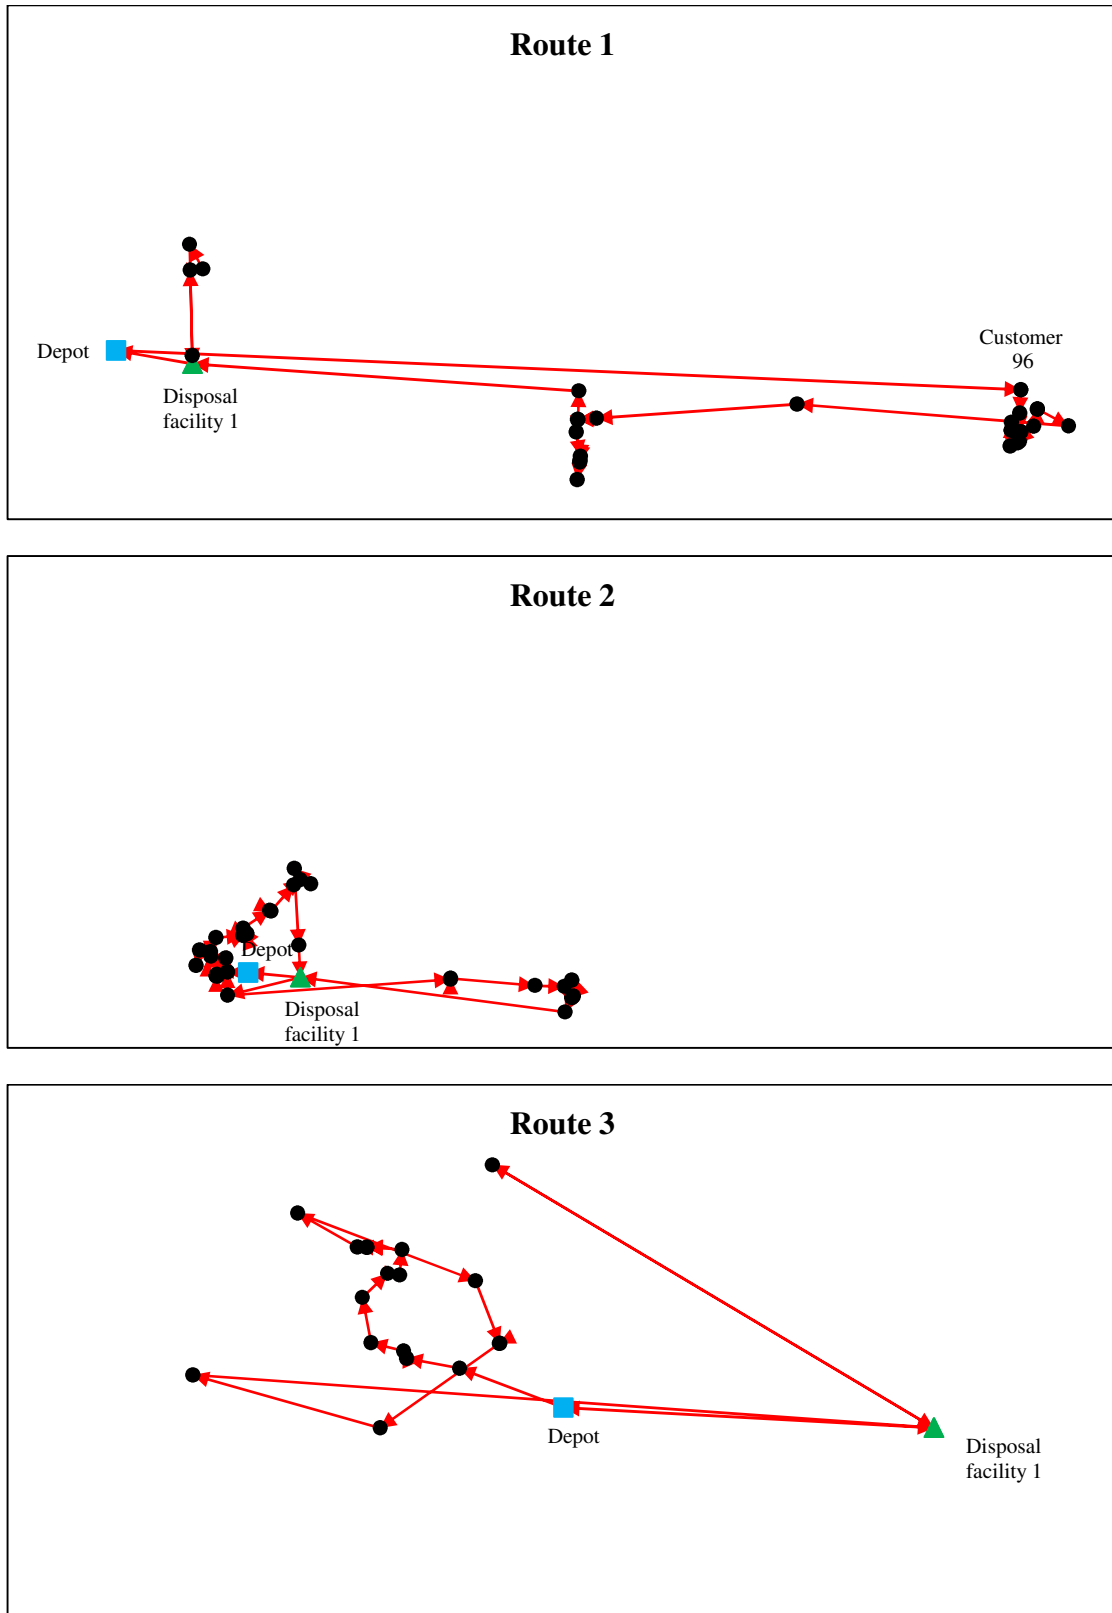 Route 1
Customer
96
Depot
Disposal
facility 1
Route 2
Depot
Disposal
facility 1
Route 3
Depot
Disposal
facility 1